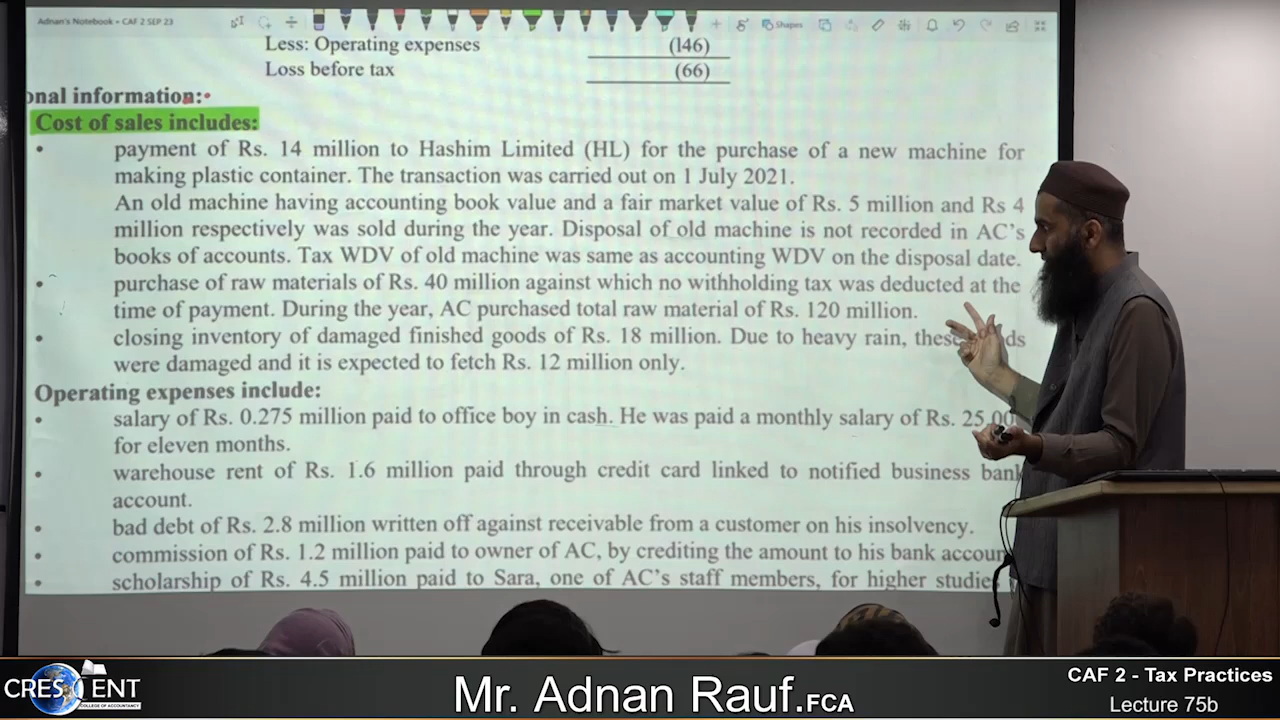 Adnan's Notebook • CAF 2 SEP 23
Shapes
Less: Operating expenses (146)
Loss before tax (66)
onal information:
Cost of sales includes:
• payment of Rs. 14 million to Hashim Limited (HL) for the purchase of a new machine for
making plastic container. The transaction was carried out on 1 July 2021.
An old machine having accounting book value and a fair market value of Rs. 5 million and Rs 4
million respectively was sold during the year. Disposal of old machine is not recorded in AC's
books of accounts. Tax WDV of old machine was same as accounting WDV on the disposal date.
• purchase of raw materials of Rs. 40 million against which no withholding tax was deducted at the
time of payment. During the year, AC purchased total raw material of Rs. 120 million.
• closing inventory of damaged finished goods of Rs. 18 million. Due to heavy rain,
were damaged and it is expected to fetch Rs. 12 million only.
Operating expenses include:
• salary of Rs. 0.275 million paid to office boy in cash. He was paid a monthly salary of Rs.
for eleven months.
• warehouse rent of Rs. 1.6 million paid through credit card linked to notified business bank
account.
• bad debt of Rs. 2.8 million written off against receivable from a customer on his insolvency.
• commission of Rs. 1.2 million paid to owner of AC, by crediting the amount to his bank
• scholarship of Rs. 4.5 million paid to Sara, one of AC's staff members, for higher
CRESCENT
COLLEGE OF ACCOUNTANCY
Mr. Adnan Rauf.FCA
CAF 2 - Tax Practices
Lecture 75b